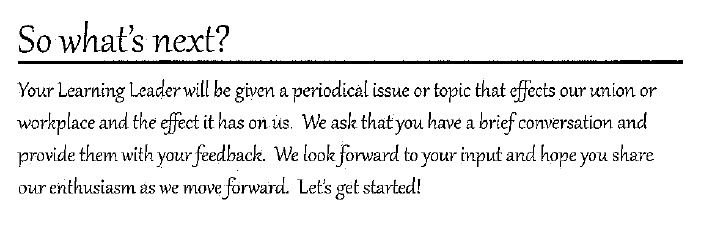 So what's next?
Your Learning Leader will be given a periodical issue or topic that effects our union or
workplace and the effect it has on us. We ask that you have a brief conversation and
provide them with your feedback. We look forward to your input and hope you share
our enthusiasm as we move forward. Let's get started!